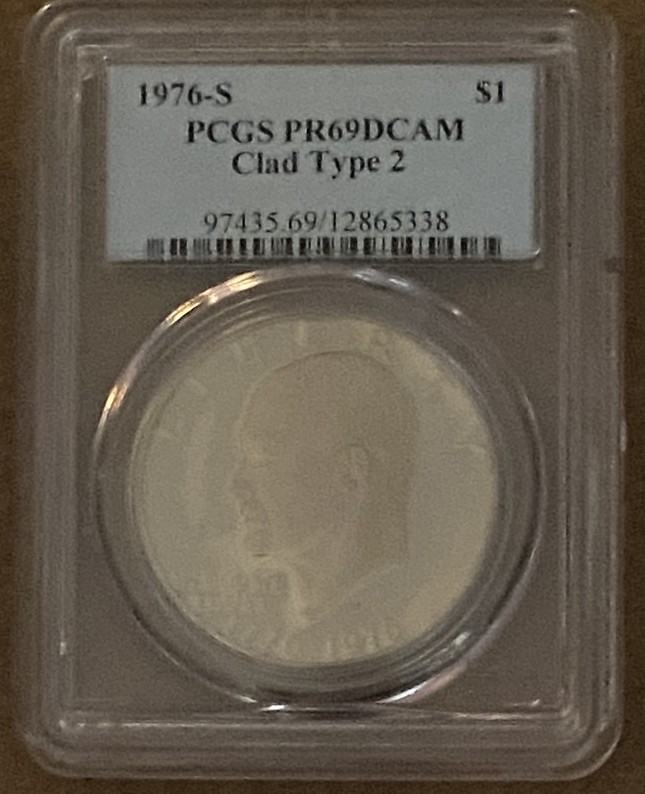 1976-S $1
PCGS PR69DCAM
Clad Type 2
97435.69/12865338